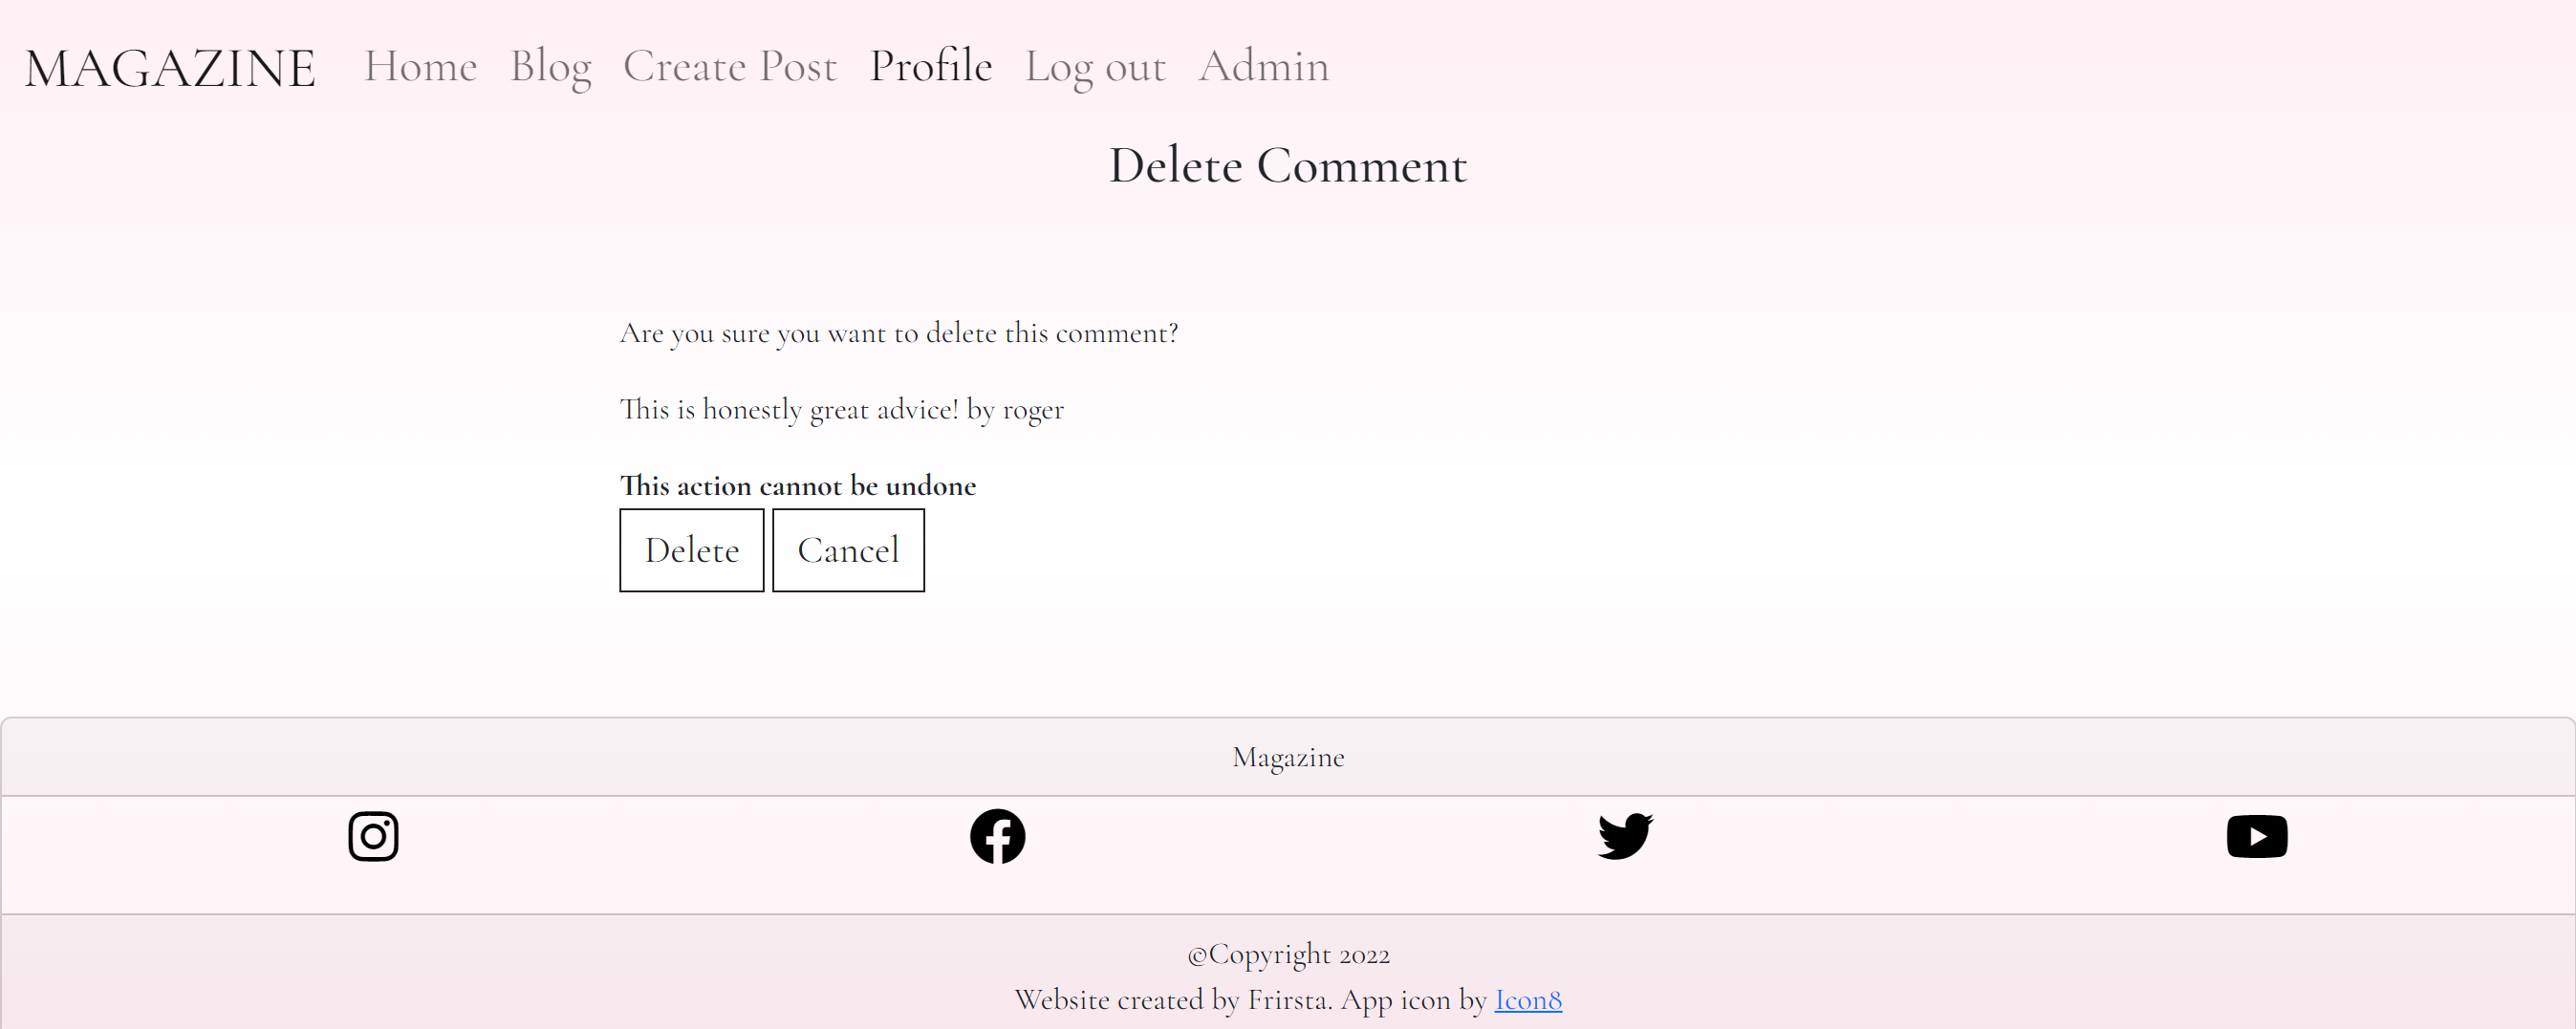 MAGAZINE Home Blog Create Post Profile Log out Admin
Delete Comment
Are you sure you want to delete this comment?
This is honestly great advice! by roger
This action cannot be undone
Delete Cancel
Magazine
©Copyright 2022
Website created by Frirsta. App icon by Icon8